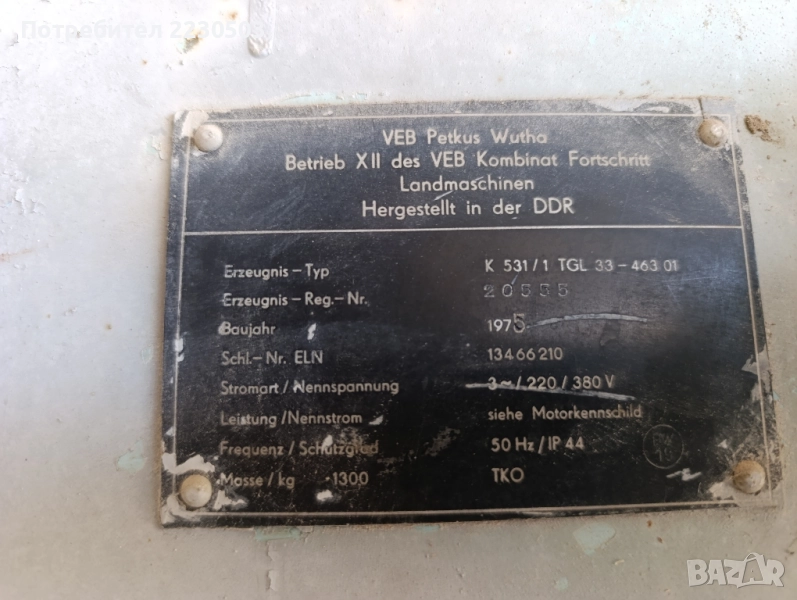 Потребител 223050
VEB Petkus Wutha
Betrieb XII des VEB Kombinat Fortschritt
Landmaschinen
Hergestellt in der DDR
Erzeugnis-Typ K 531/1 TGL 33-463 01
Erzeugnis-Reg.-Nr. 20535
Baujahr 1975
Schl.-Nr. ELN 134 66 210
Stromart/Nennspannung 3~/220/380 V
Leistung/Nennstrom siehe Motorkennschild
Frequenz/Schutzgrad 50 Hz/IP 44
Masse/kg 1300 TKO
BAZAR